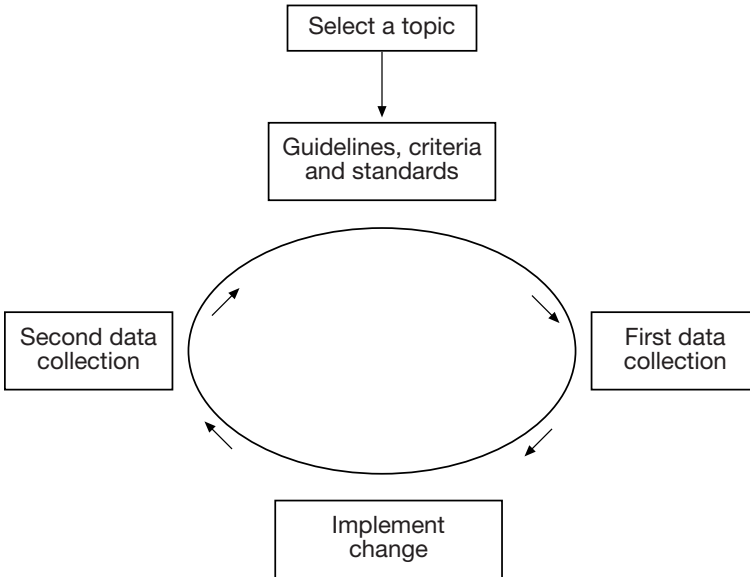 Select a topic
Guidelines, criteria
and standards
Second data
collection
First data
collection
Implement
change